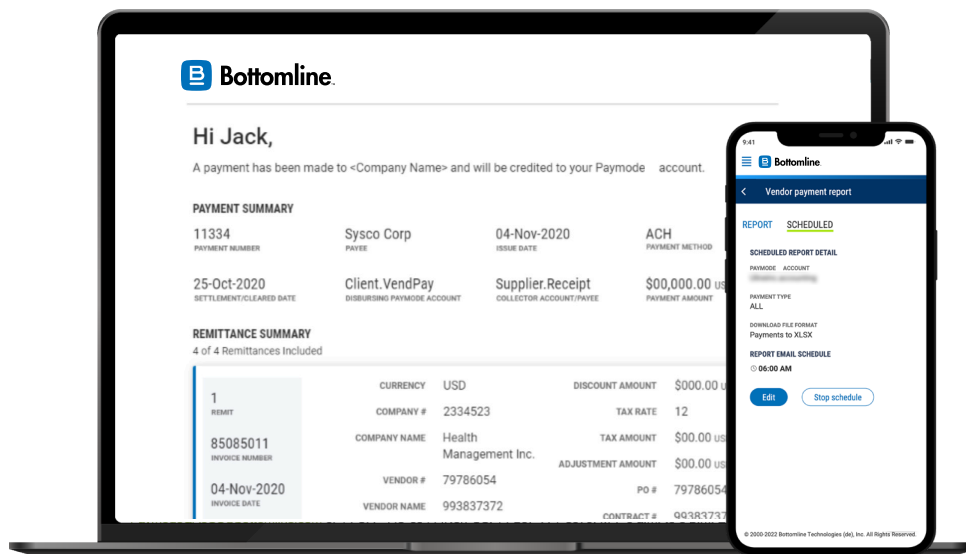 Bottomline
Hi Jack,
A payment has been made to <Company Name> and will be credited to your Paymode account.
PAYMENT SUMMARY
11334 Sysco Corp 04-Nov-2020 ACH
PAYMENT NUMBER PAYEE ISSUE DATE PAYMENT METHOD
25-Oct-2020 Client.VendPay Supplier.Receipt $00,000.00 us
SETTLEMENT/CLEARED DATE DISBURSING PAYMODE ACCOUNT COLLECTOR ACCOUNT/PAYEE PAYMENT AMOUNT
REMITTANCE SUMMARY
4 of 4 Remittances Included
1
REMIT
85085011
INVOICE NUMBER
04-Nov-2020
INVOICE DATE
CURRENCY USD
COMPANY # 2334523
COMPANY NAME Health
Management Inc.
VENDOR # 79786054
VENDOR NAME 993837372
DISCOUNT AMOUNT $000.00 u
TAX RATE 12
TAX AMOUNT $00.00 us
ADJUSTMENT AMOUNT $00.00 us
PO # 79786054
CONTRACT # 99383737
9:41
Bottomline
Vendor payment report
REPORT SCHEDULED
SCHEDULED REPORT DETAIL
PAYMODE ACCOUNT
PAYMENT TYPE
ALL
DOWNLOAD FILE FORMAT
Payments to XLSX
REPORT EMAIL SCHEDULE
06:00 AM
Edit Stop schedule
© 2000-2022 Bottomline Technologies (de), Inc. All Rights Reserved.